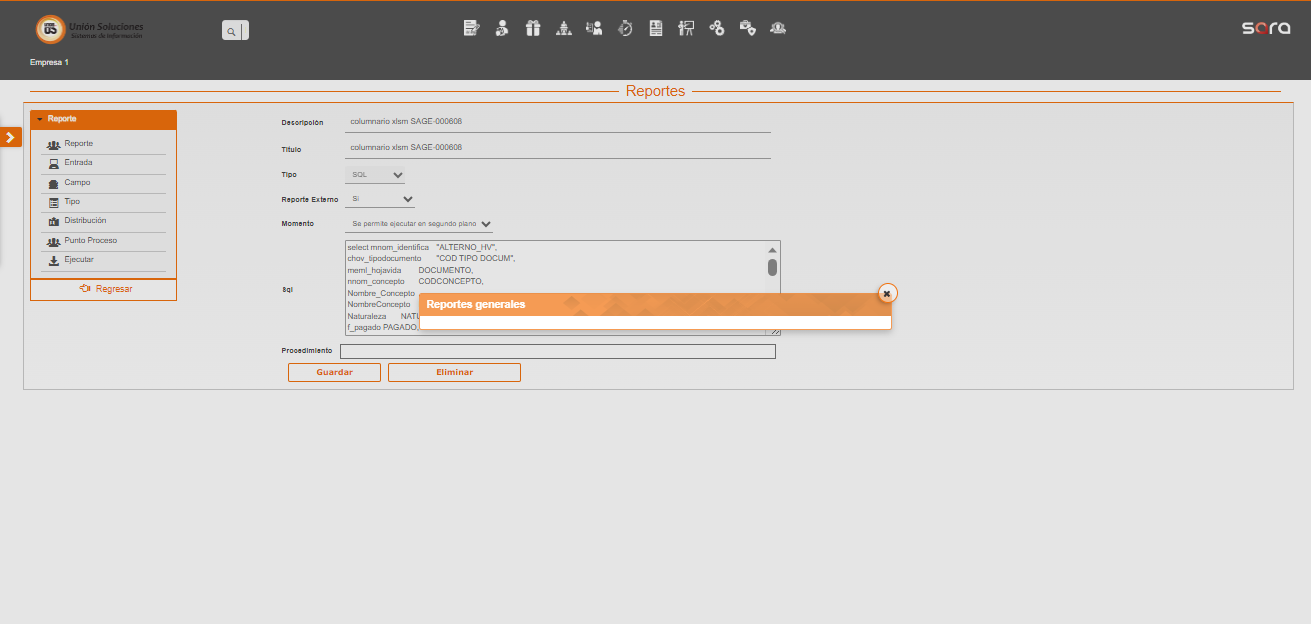 Unión Soluciones
Sistemas de Información
US
sara
Empresa 1
Reportes
Reporte
Reporte
Entrada
Campo
Tipo
Distribución
Punto Proceso
Ejecutar
Regresar
Descripción columnario xlsm SAGE-000608
Titulo columnario xlsm SAGE-000608
Tipo SQL
Reporte Externo Si
Momento Se permite ejecutar en segundo plano
Sql
select mnom_identifica "ALTERNO_HV",
chov_tipodocumento "COD TIPO DOCUM",
meml_hojavida DOCUMENTO,
nnom_concepto CODCONCEPTO,
Nombre_Concepto
NombreConcepto
Naturaleza
f_pagado PAGADO,
Reportes generales
Procedimiento
Guardar Eliminar